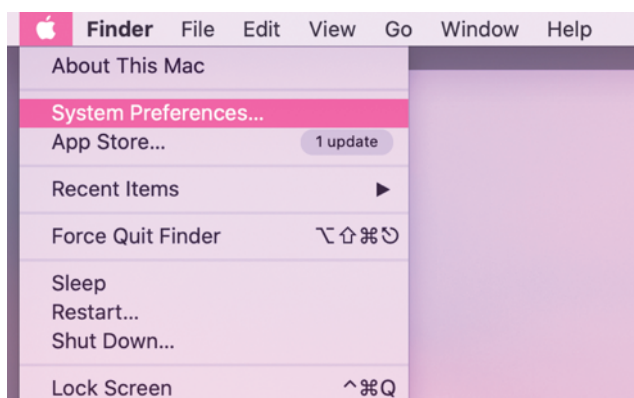 Finder File Edit View Go Window Help
About This Mac
System Preferences...
App Store... 1 update
Recent Items ▶
Force Quit Finder ⌥⇧⌘⎋
Sleep
Restart...
Shut Down...
Lock Screen ^⌘Q